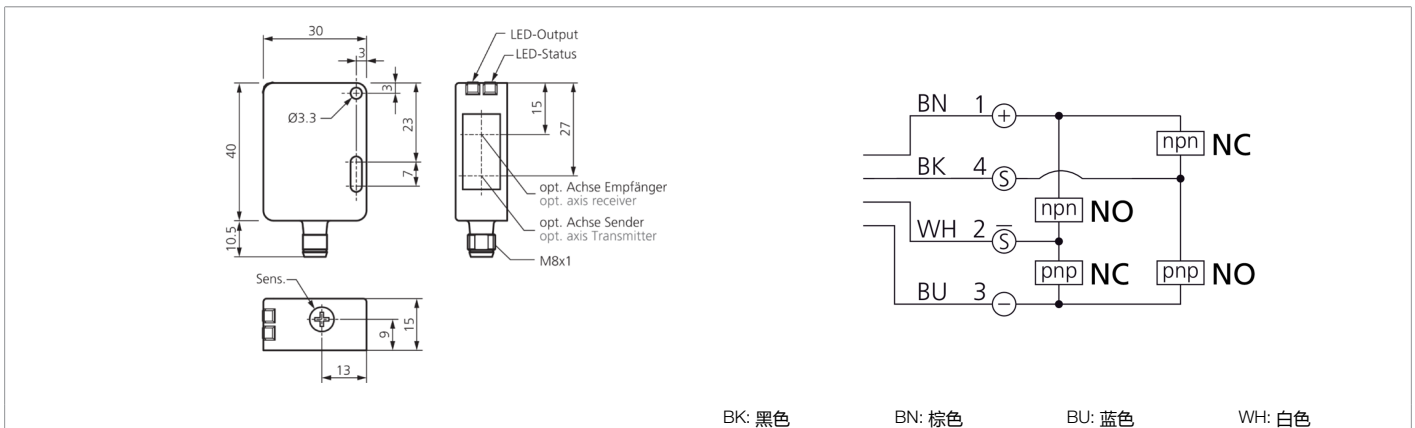 30
3
LED-Output
LED-Status
3
Ø3.3
23
15
27
40
7
opt. Achse Empfänger
opt. axis receiver
opt. Achse Sender
opt. axis Transmitter
10.5
M8x1
Sens.
9
15
13
BN 1 +
npn NC
BK 4 S
npn NO
WH 2 S̅
pnp NC
pnp NO
BU 3 −
BK: 黑色 BN: 棕色 BU: 蓝色 WH: 白色